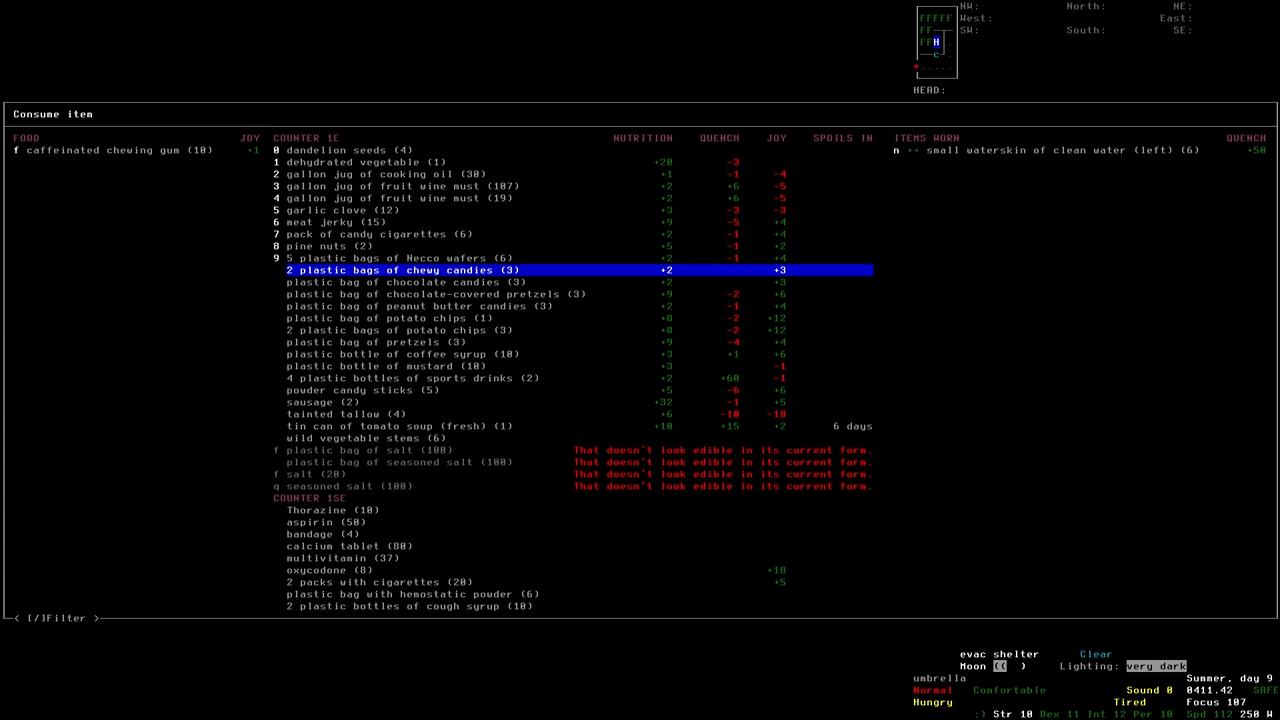 NW: North: NE:
FFFFF West: East:
FF SW: South: SE:
FFH
c
HEAD:
Consume item
FOOD JOY COUNTER 1E NUTRITION QUENCH JOY SPOILS IN ITEMS WORN QUENCH
f caffeinated chewing gum (10) +1 0 dandelion seeds (4) n ++ small waterskin of clean water (left) (6) +50
1 dehydrated vegetable (1) +20 -3
2 gallon jug of cooking oil (30) +1 -1 -4
3 gallon jug of fruit wine must (107) +2 +6 -5
4 gallon jug of fruit wine must (19) +2 +6 -5
5 garlic clove (12) +3 -3 -3
6 meat jerky (15) +9 -5 +4
7 pack of candy cigarettes (6) +2 -1 +4
8 pine nuts (2) +5 -1 +2
9 5 plastic bags of Necco wafers (6) +2 -1 +4
2 plastic bags of chewy candies (3) +2 +3
plastic bag of chocolate candies (3) +2 +3
plastic bag of chocolate-covered pretzels (3) +9 -2 +6
plastic bag of peanut butter candies (3) +2 -1 +4
plastic bag of potato chips (1) +8 -2 +12
2 plastic bags of potato chips (3) +8 -2 +12
plastic bag of pretzels (3) +9 -4 +4
plastic bottle of coffee syrup (10) +3 +1 +6
plastic bottle of mustard (10) +3 -1
4 plastic bottles of sports drinks (2) +2 +60 -1
powder candy sticks (5) +5 -6 +6
sausage (2) +32 -1 +5
tainted tallow (4) +6 -10 -18
tin can of tomato soup (fresh) (1) +10 +15 +2 6 days
wild vegetable stems (6)
f plastic bag of salt (100) That doesn't look edible in its current form.
plastic bag of seasoned salt (100) That doesn't look edible in its current form.
f salt (20) That doesn't look edible in its current form.
q seasoned salt (100) That doesn't look edible in its current form.
COUNTER 1SE
Thorazine (10)
aspirin (50)
bandage (4)
calcium tablet (80)
multivitamin (37)
oxycodone (8) +18
2 packs with cigarettes (20) +5
plastic bag with hemostatic powder (6)
2 plastic bottles of cough syrup (10)
< [/]Filter >
evac shelter Clear
Moon (( ) Lighting: very dark
umbrella Summer, day 9
Normal Comfortable Sound 0 0411.42 SAFE
Hungry Tired Focus 107
:) Str 10 Dex 11 Int 12 Per 10 Spd 112 250 W